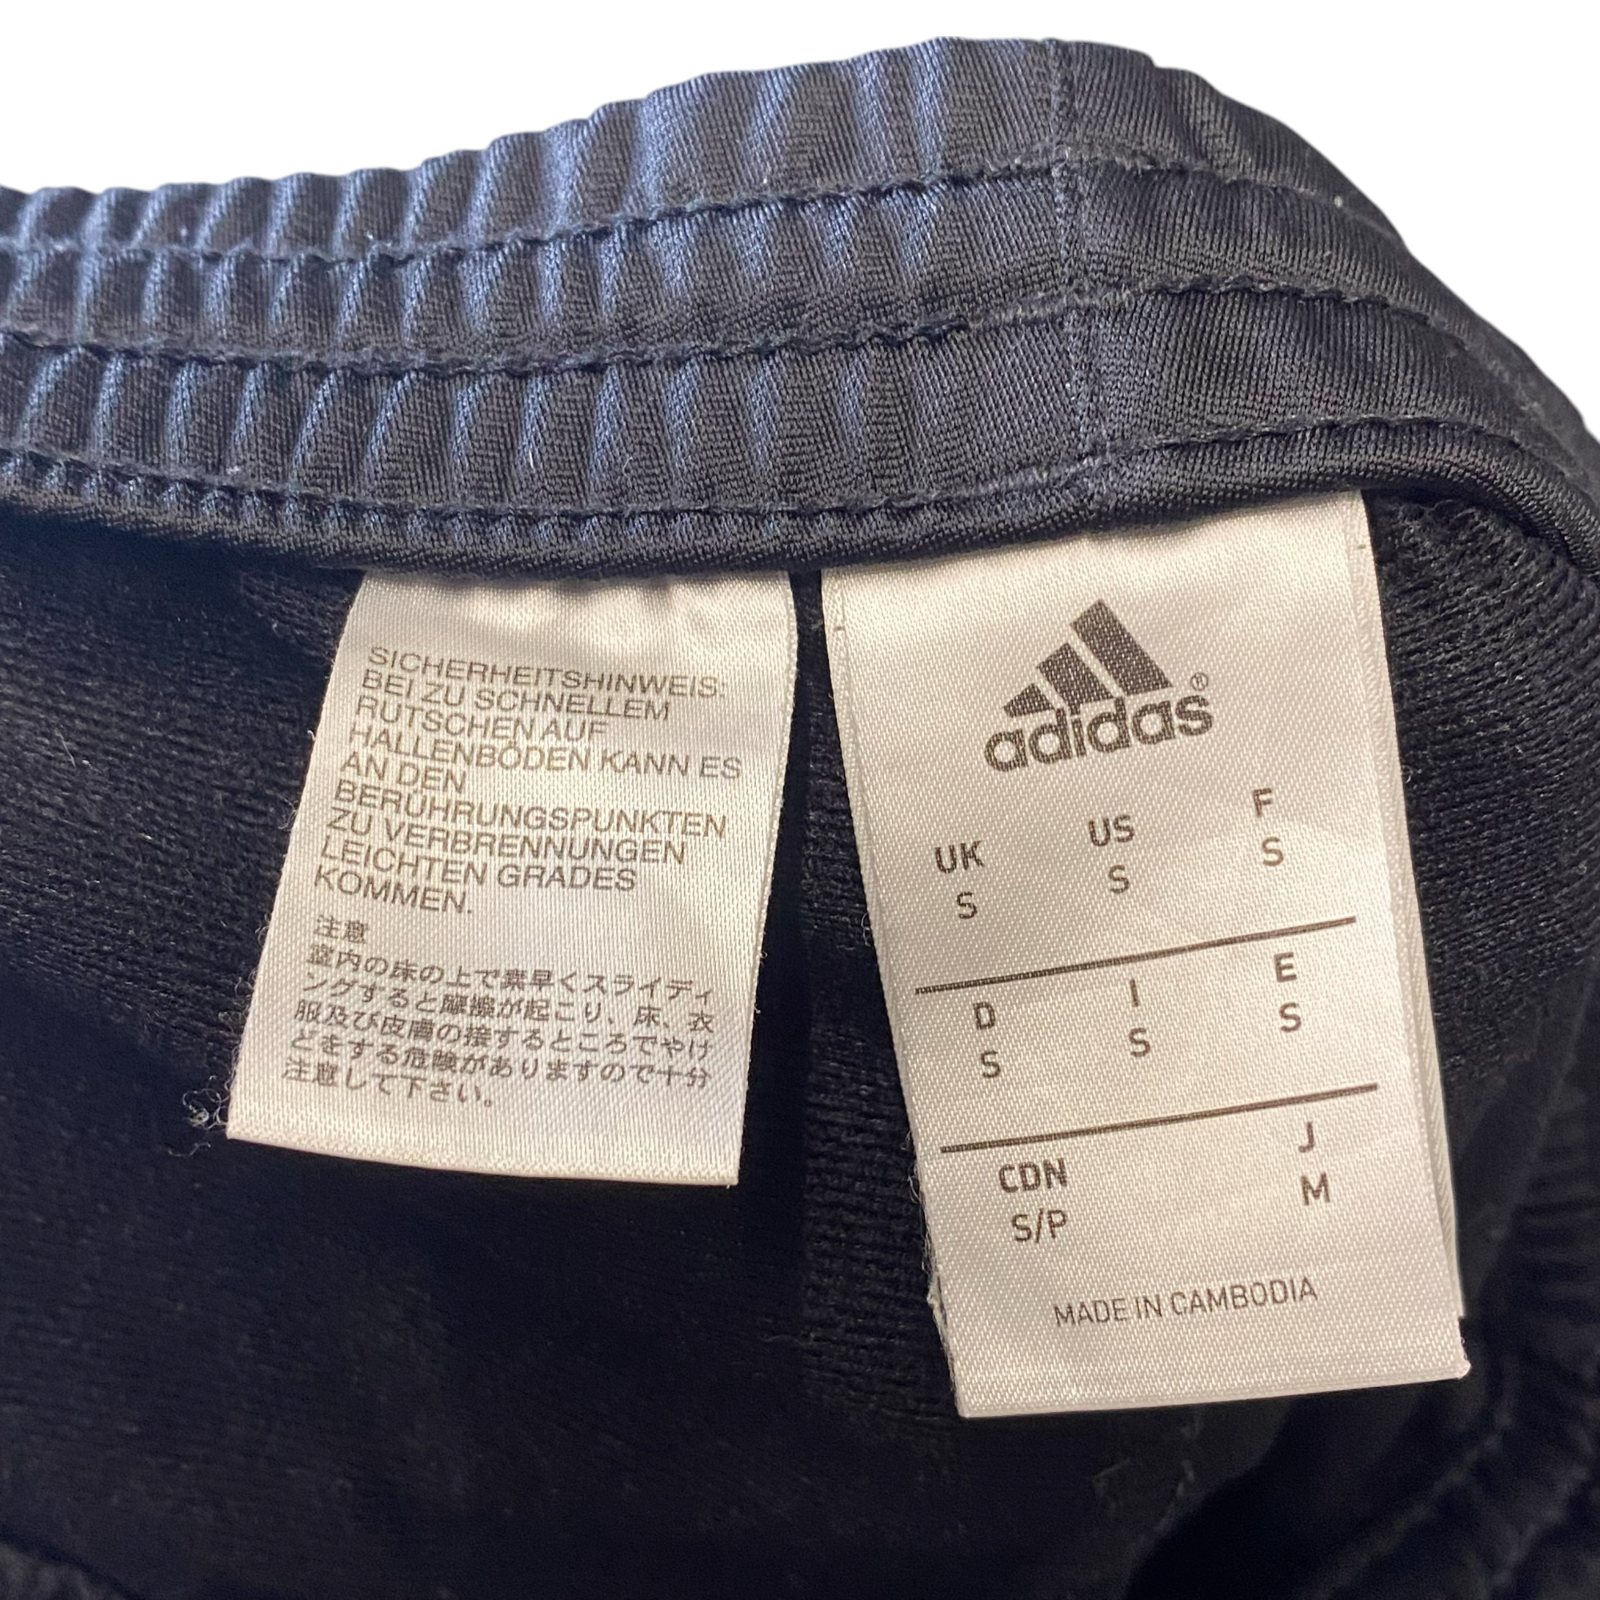 SICHERHEITSHINWEIS:
BEI ZU SCHNELLEM
RUTSCHEN AUF
HALLENBÖDEN KANN ES
AN DEN
BERÜHRUNGSPUNKTEN
ZU VERBRENNUNGEN
LEICHTEN GRADES
KOMMEN.
注意
室内の床の上で素早くスライディ
ングすると摩擦が起こり、床、衣
服及び皮膚の接するところでやけ
どをする危険がありますので十分
注意して下さい。
adidas®
UK US F
S S S
D I E
S S S
CDN J
S/P M
MADE IN CAMBODIA